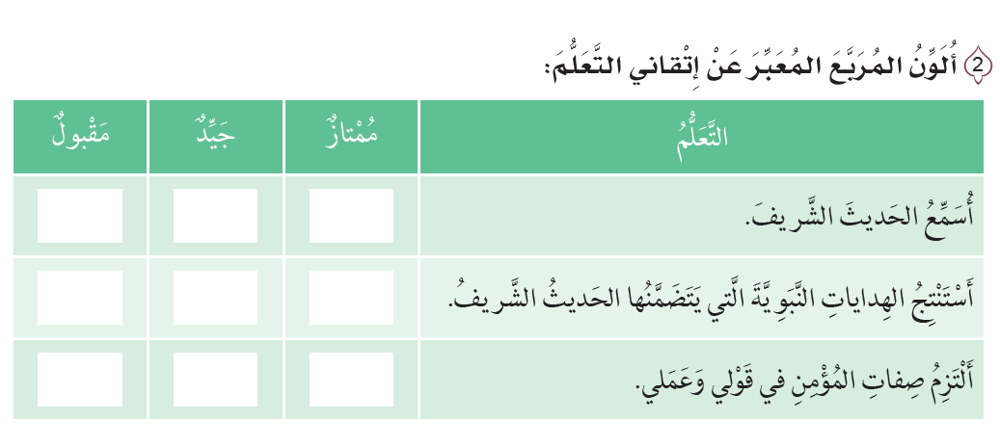 2 أُلَوِّنُ المُرَبَّعَ المُعَبِّرَ عَنْ إِتْقاني التَّعَلُّمَ:
التَّعَلُّمُ مُمْتازٌ جَيِّدٌ مَقْبولٌ
أُسَمِّعُ الحَديثَ الشَّريفَ.
أَسْتَنْتِجُ الهِداياتِ النَّبَوِيَّةَ الَّتي يَتَضَمَّنُها الحَديثُ الشَّريفُ.
أَلْتَزِمُ صِفاتِ المُؤْمِنِ في قَوْلي وَعَمَلي.